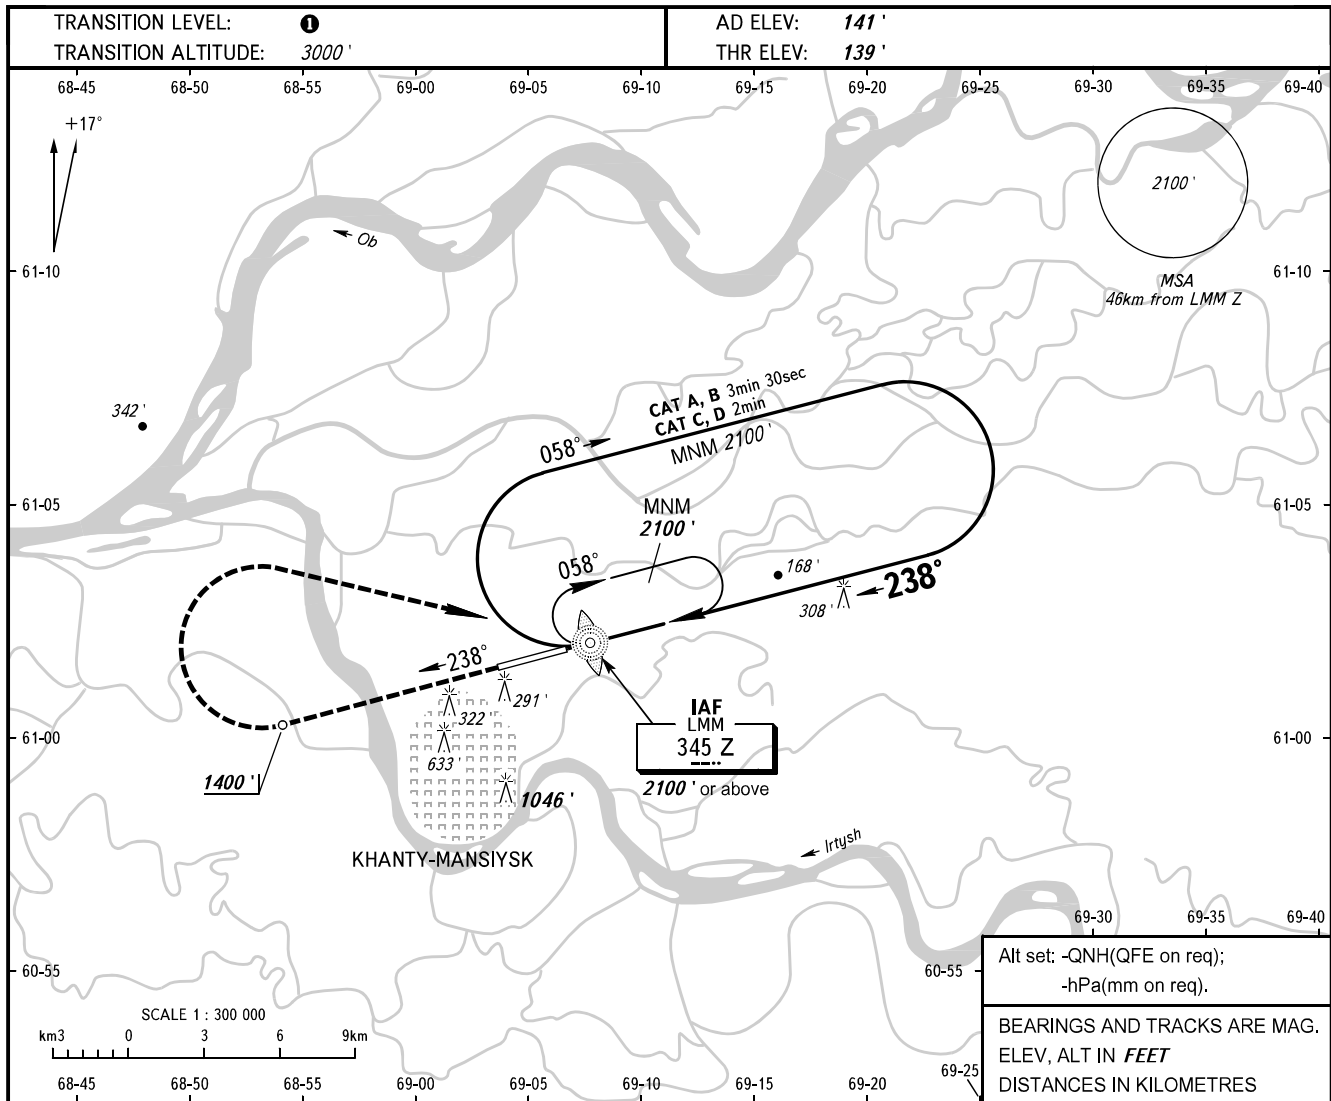 TRANSITION LEVEL: 1
TRANSITION ALTITUDE: 3000 '
AD ELEV: 141 '
THR ELEV: 139 '
68-45 68-50 68-55 69-00 69-05 69-10 69-15 69-20 69-25 69-30 69-35 69-40
+17°
2100 '
MSA
46km from LMM Z
Ob
61-10 61-10
342 '
CAT A, B 3min 30sec
CAT C, D 2min
MNM 2100 '
058°
61-05 61-05
MNM
2100 '
058°
168 '
308 '
238°
238°
291 '
322 '
633 '
1046 '
IAF
LMM
345 Z
2100 ' or above
61-00 61-00
1400 '
KHANTY-MANSIYSK
Irtysh
69-30 69-35 69-40
60-55 60-55
Alt set: -QNH(QFE on req);
-hPa(mm on req).
SCALE 1 : 300 000
km3 0 3 6 9km
BEARINGS AND TRACKS ARE MAG.
ELEV, ALT IN FEET
DISTANCES IN KILOMETRES
68-45 68-50 68-55 69-00 69-05 69-10 69-15 69-20 69-25